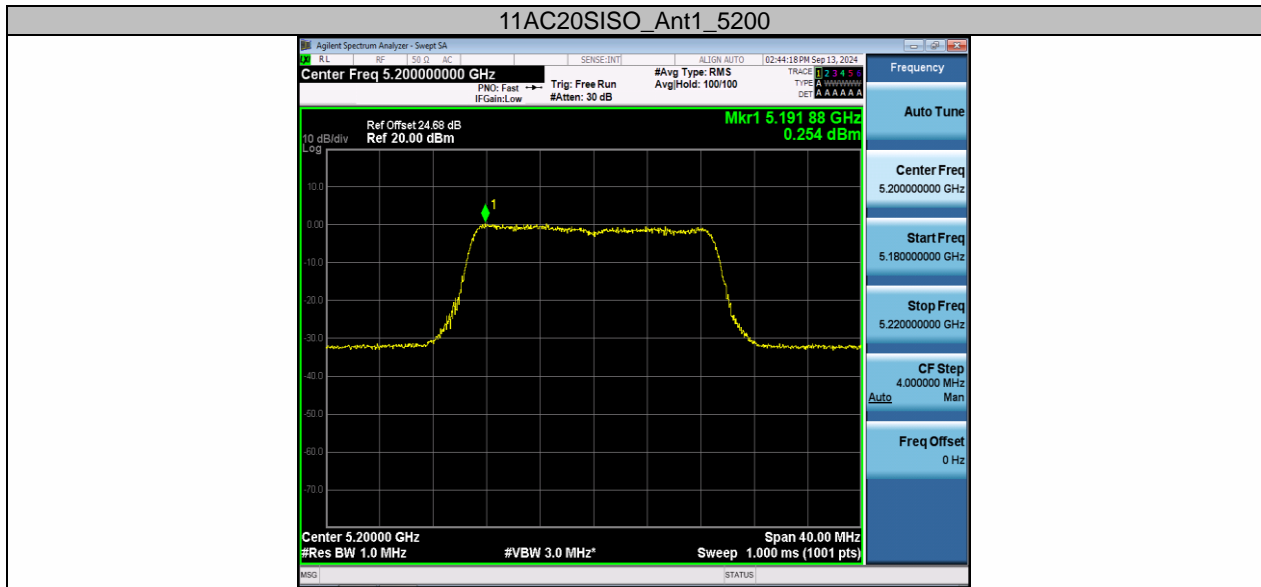 11AC20SISO_Ant1_5200
Agilent Spectrum Analyzer - Swept SA
RL RF 50 Ω AC SENSE:INT ALIGN AUTO 02:44:18 PM Sep 13, 2024
Center Freq 5.200000000 GHz
PNO: Fast
IFGain:Low
Trig: Free Run
#Atten: 30 dB
#Avg Type: RMS
Avg|Hold: 100/100
TRACE 1 2 3 4 5 6
TYPE A WWWWW
DET A A A A A A
Frequency
Auto Tune
Center Freq
5.200000000 GHz
Start Freq
5.180000000 GHz
Stop Freq
5.220000000 GHz
CF Step
4.000000 MHz
Auto Man
Freq Offset
0 Hz
Mkr1 5.191 88 GHz
0.254 dBm
Ref Offset 24.68 dB
10 dB/div Ref 20.00 dBm
Log
10.0
1
0.00
-10.0
-20.0
-30.0
-40.0
-50.0
-60.0
-70.0
Center 5.20000 GHz Span 40.00 MHz
#Res BW 1.0 MHz #VBW 3.0 MHz* Sweep 1.000 ms (1001 pts)
MSG STATUS